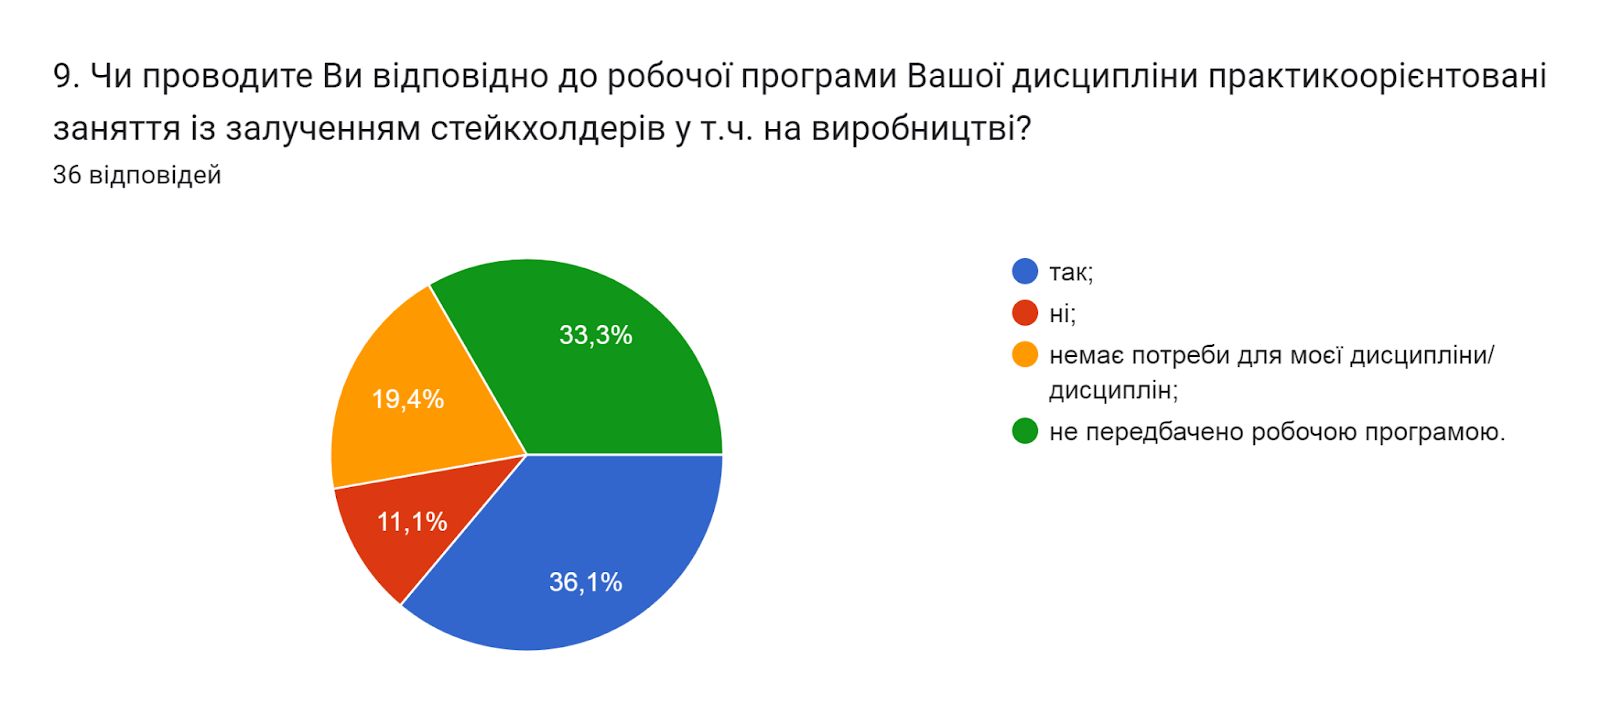 9. Чи проводите Ви відповідно до робочої програми Вашої дисципліни практикоорієнтовані
заняття із залученням стейкхолдерів у т.ч. на виробництві?
36 відповідей
так;
ні;
немає потреби для моєї дисципліни/
дисциплін;
не передбачено робочою програмою.
33,3%
19,4%
11,1%
36,1%